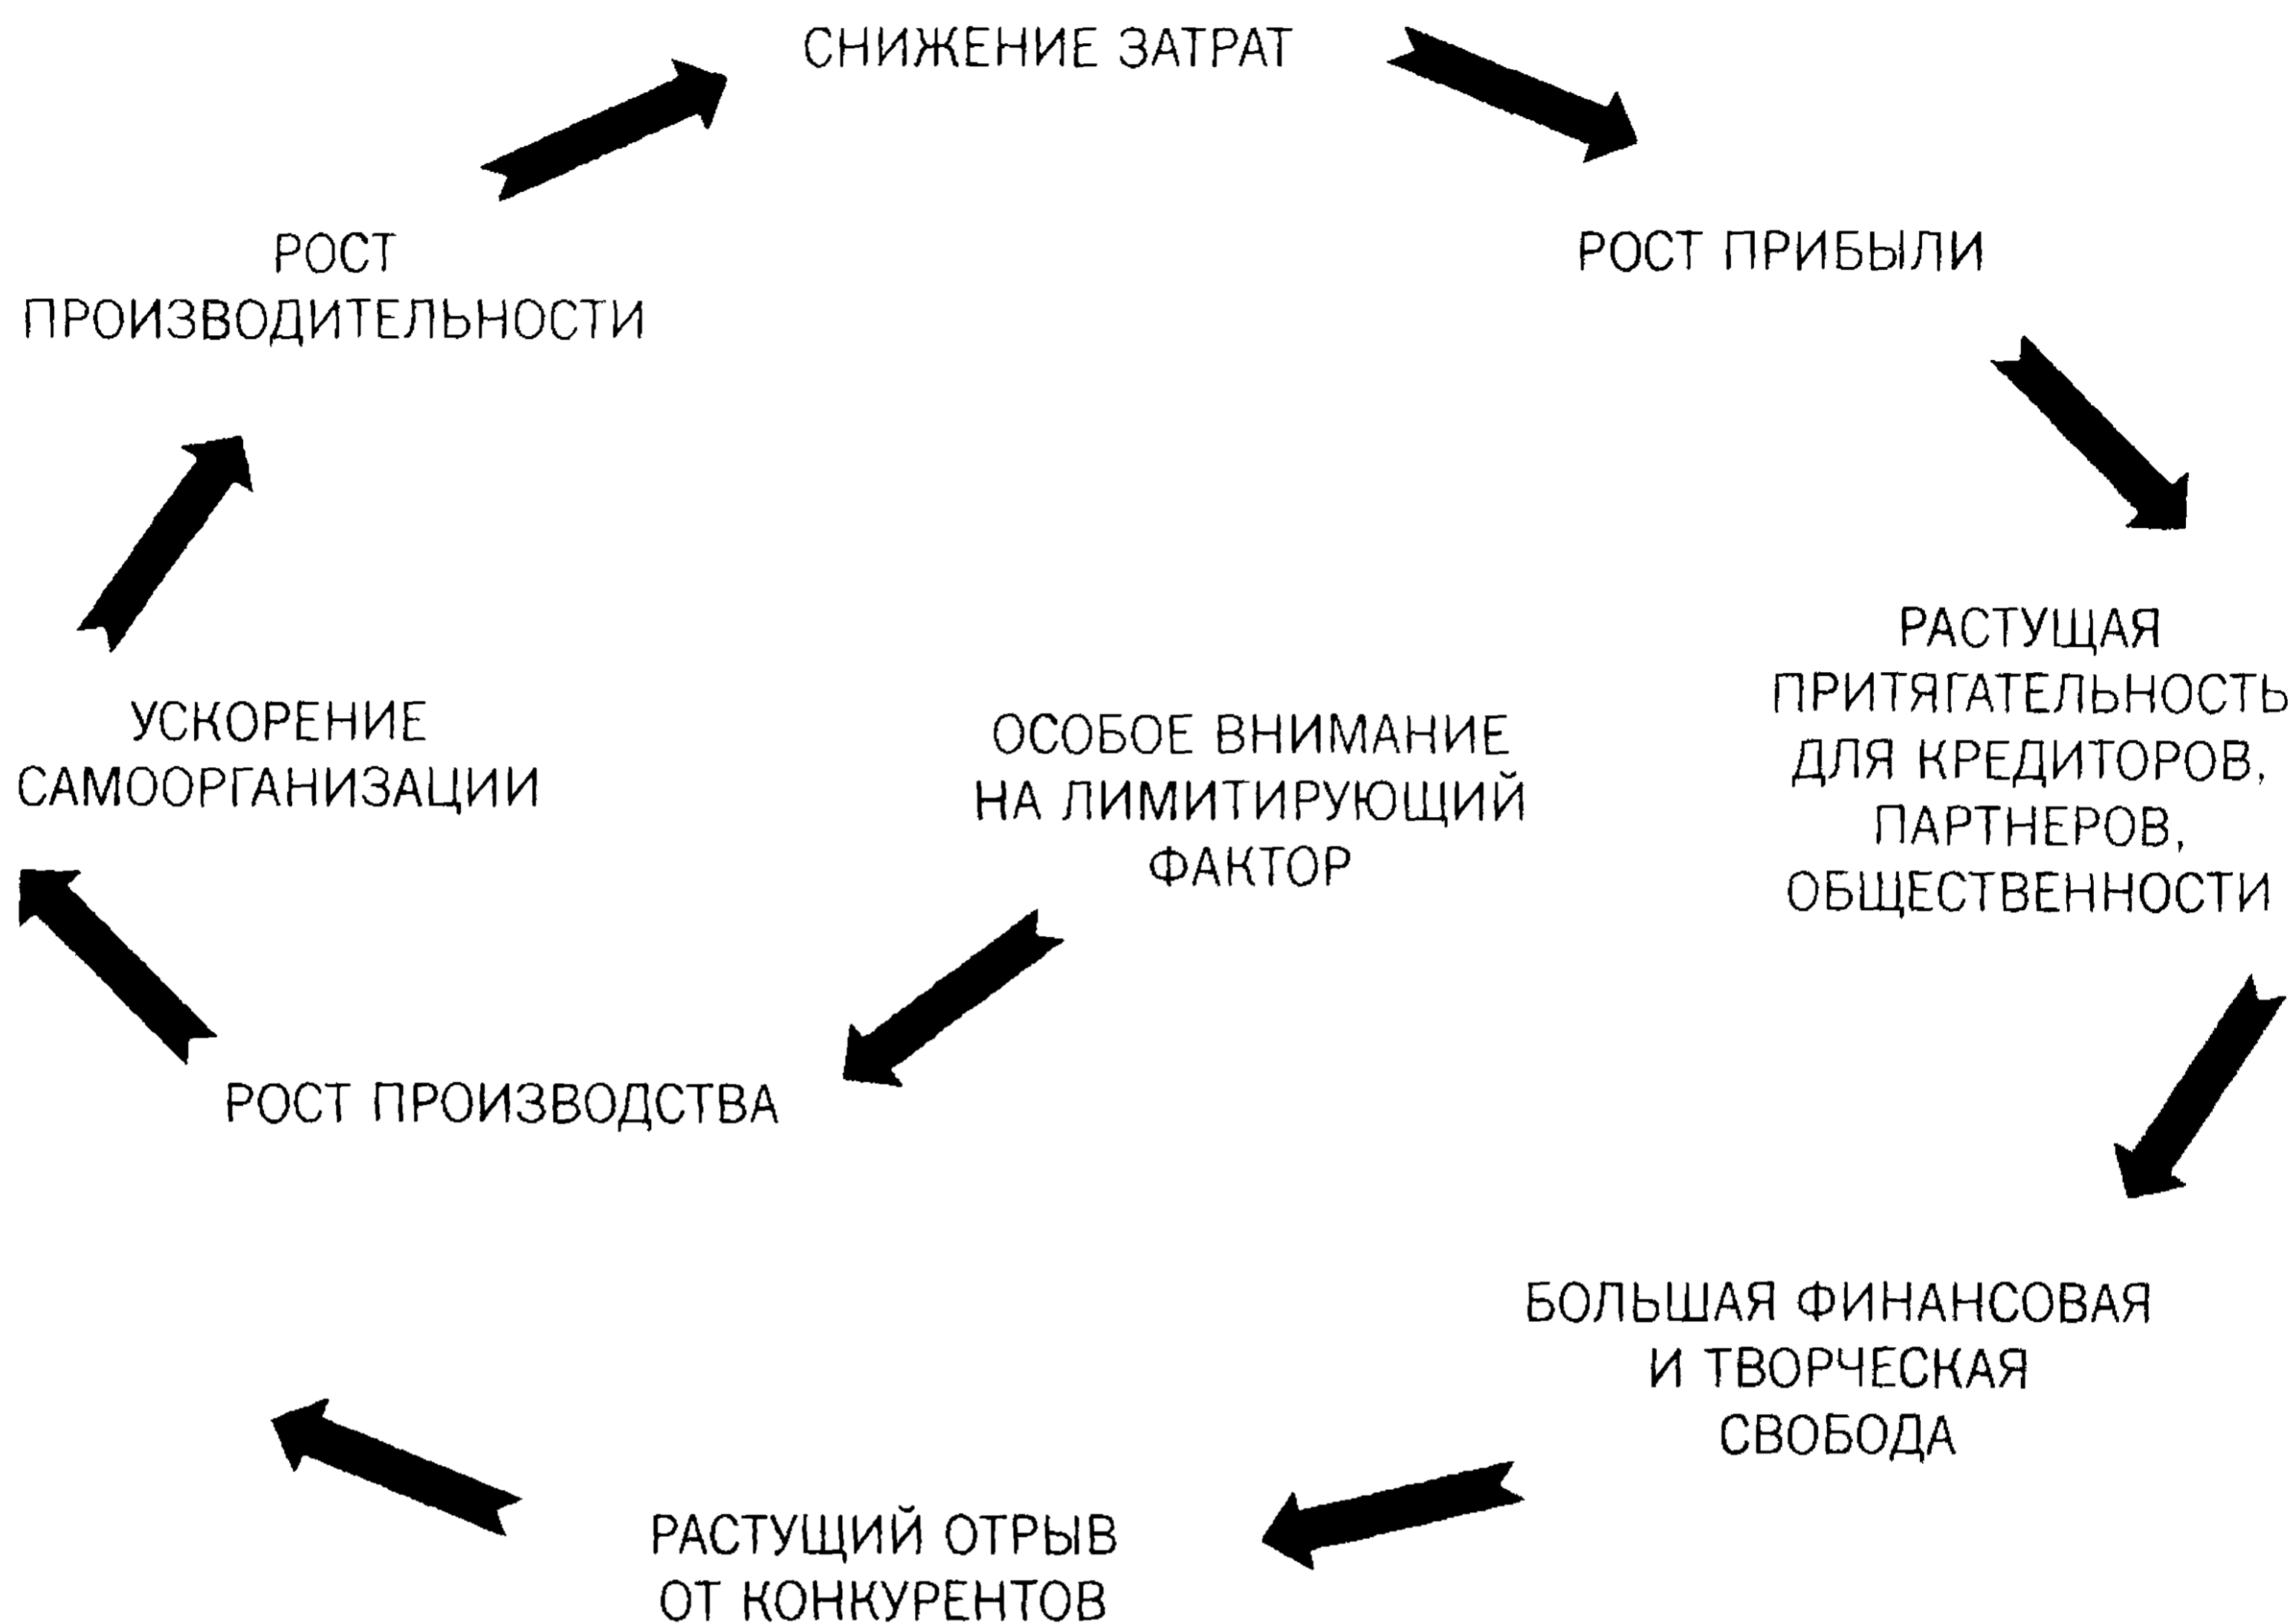 СНИЖЕНИЕ ЗАТРАТ
РОСТ
ПРОИЗВОДИТЕЛЬНОСТИ
РОСТ ПРИБЫЛИ
РАСТУЩАЯ
ПРИТЯГАТЕЛЬНОСТЬ
ДЛЯ КРЕДИТОРОВ,
ПАРТНЕРОВ,
ОБЩЕСТВЕННОСТИ
УСКОРЕНИЕ
САМООРГАНИЗАЦИИ
ОСОБОЕ ВНИМАНИЕ
НА ЛИМИТИРУЮЩИЙ
ФАКТОР
РОСТ ПРОИЗВОДСТВА
БОЛЬШАЯ ФИНАНСОВАЯ
И ТВОРЧЕСКАЯ
СВОБОДА
РАСТУЩИЙ ОТРЫВ
ОТ КОНКУРЕНТОВ